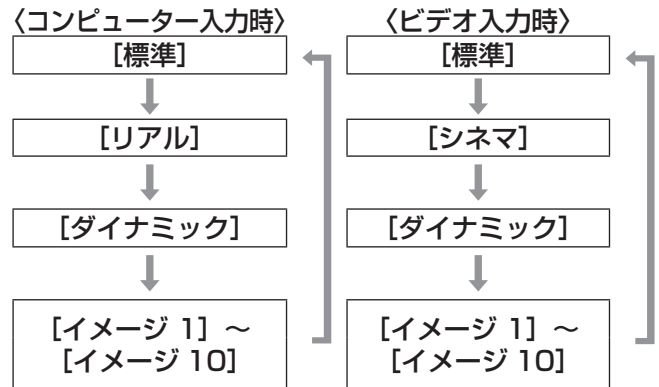 〈コンピューター入力時〉
[標準]
[リアル]
[ダイナミック]
[イメージ 1] ～
[イメージ 10]
〈ビデオ入力時〉
[標準]
[シネマ]
[ダイナミック]
[イメージ 1] ～
[イメージ 10]